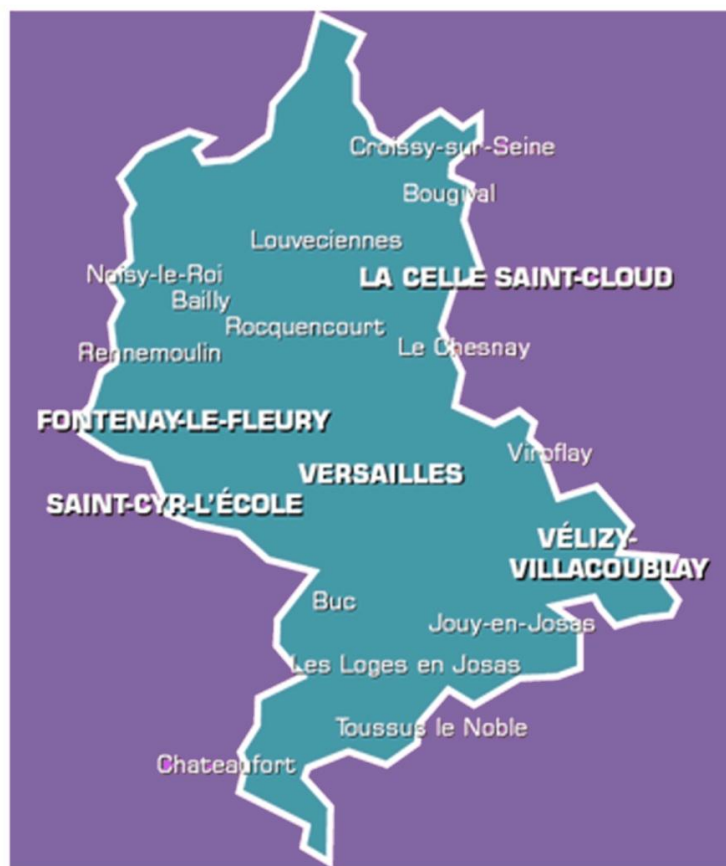 Croissy-sur-Seine
Bougival
Louveciennes
Noisy-le-Roi
LA CELLE SAINT-CLOUD
Bailly
Rocquencourt
Rennemoulin
Le Chesnay
FONTENAY-LE-FLEURY
Viroflay
VERSAILLES
SAINT-CYR-L'ÉCOLE
VÉLIZY-
VILLACOUBLAY
Buc
Jouy-en-Josas
Les Loges en Josas
Toussus le Noble
Chateaufort